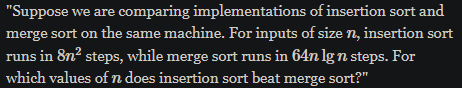 "Suppose we are comparing implementations of insertion sort and
merge sort on the same machine. For inputs of size n, insertion sort
runs in 8n² steps, while merge sort runs in 64n lg n steps. For
which values of n does insertion sort beat merge sort?"